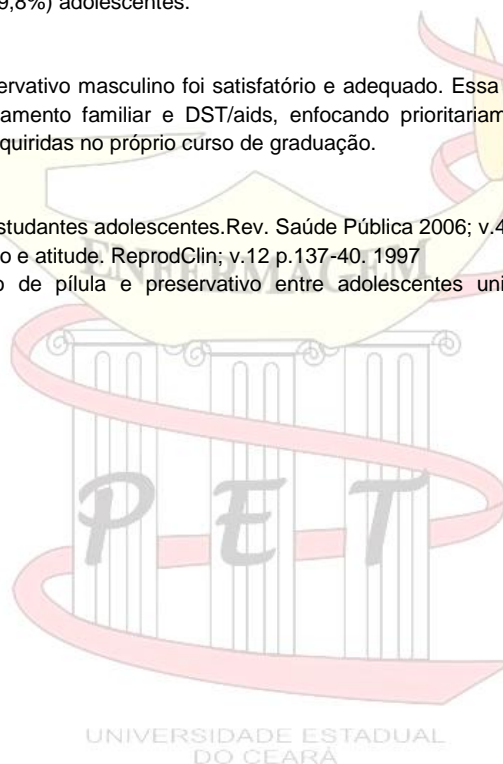 9,8%) adolescentes.
ervativo masculino foi satisfatório e adequado. Essa
amento familiar e DST/aids, enfocando prioritariam
quiridas no próprio curso de graduação.
studantes adolescentes.Rev. Saúde Pública 2006; v.4
o e atitude. ReprodClin; v.12 p.137-40. 1997
ENFERMAGEM
o de pílula e preservativo entre adolescentes uni
P E T
UNIVERSIDADE ESTADUAL
DO CEARÁ